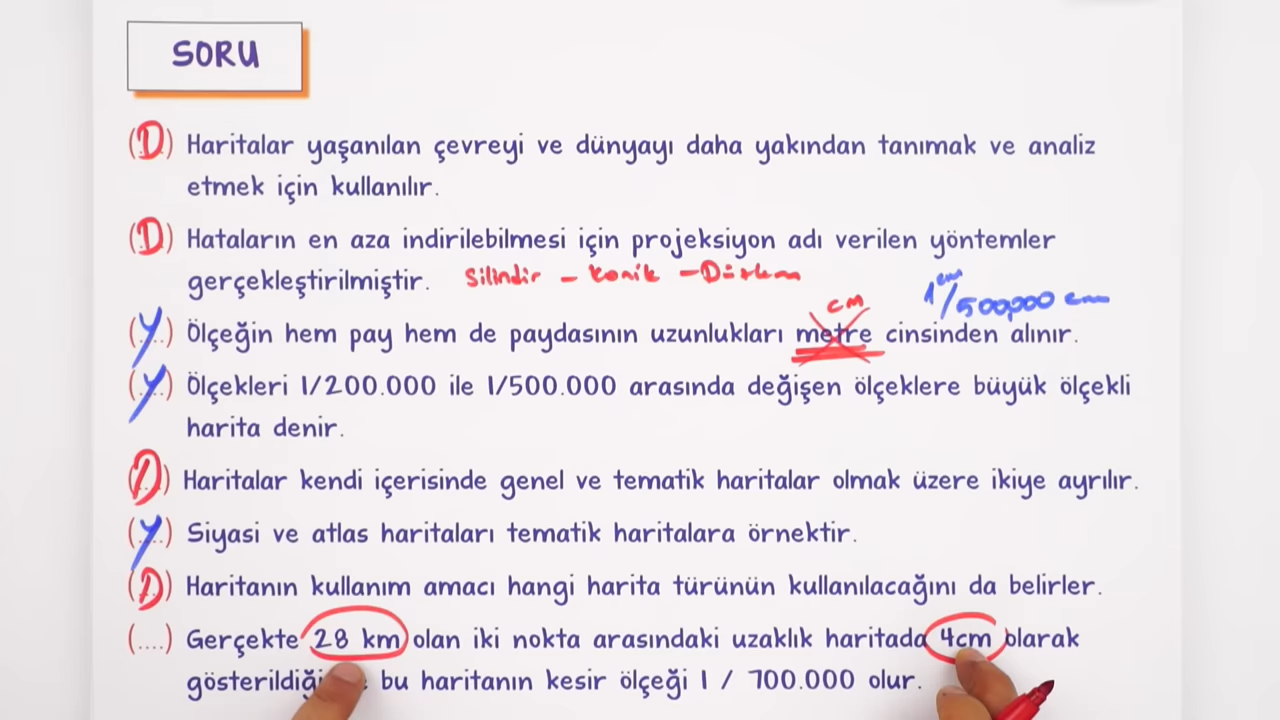 SORU
(D) Haritalar yaşanılan çevreyi ve dünyayı daha yakından tanımak ve analiz
etmek için kullanılır.
(D) Hataların en aza indirilebilmesi için projeksiyon adı verilen yöntemler
gerçekleştirilmiştir. Silindir - Konik - Düzlem
1 cm / 500,000 cm
cm
(Y) Ölçeğin hem pay hem de paydasının uzunlukları metre cinsinden alınır.
(Y) Ölçekleri 1/200.000 ile 1/500.000 arasında değişen ölçeklere büyük ölçekli
harita denir.
(D) Haritalar kendi içerisinde genel ve tematik haritalar olmak üzere ikiye ayrılır.
(Y) Siyasi ve atlas haritaları tematik haritalara örnektir.
(D) Haritanın kullanım amacı hangi harita türünün kullanılacağını da belirler.
(....) Gerçekte 28 km olan iki nokta arasındaki uzaklık haritada 4cm olarak
bu haritanın kesir ölçeği 1 / 700.000 olur.